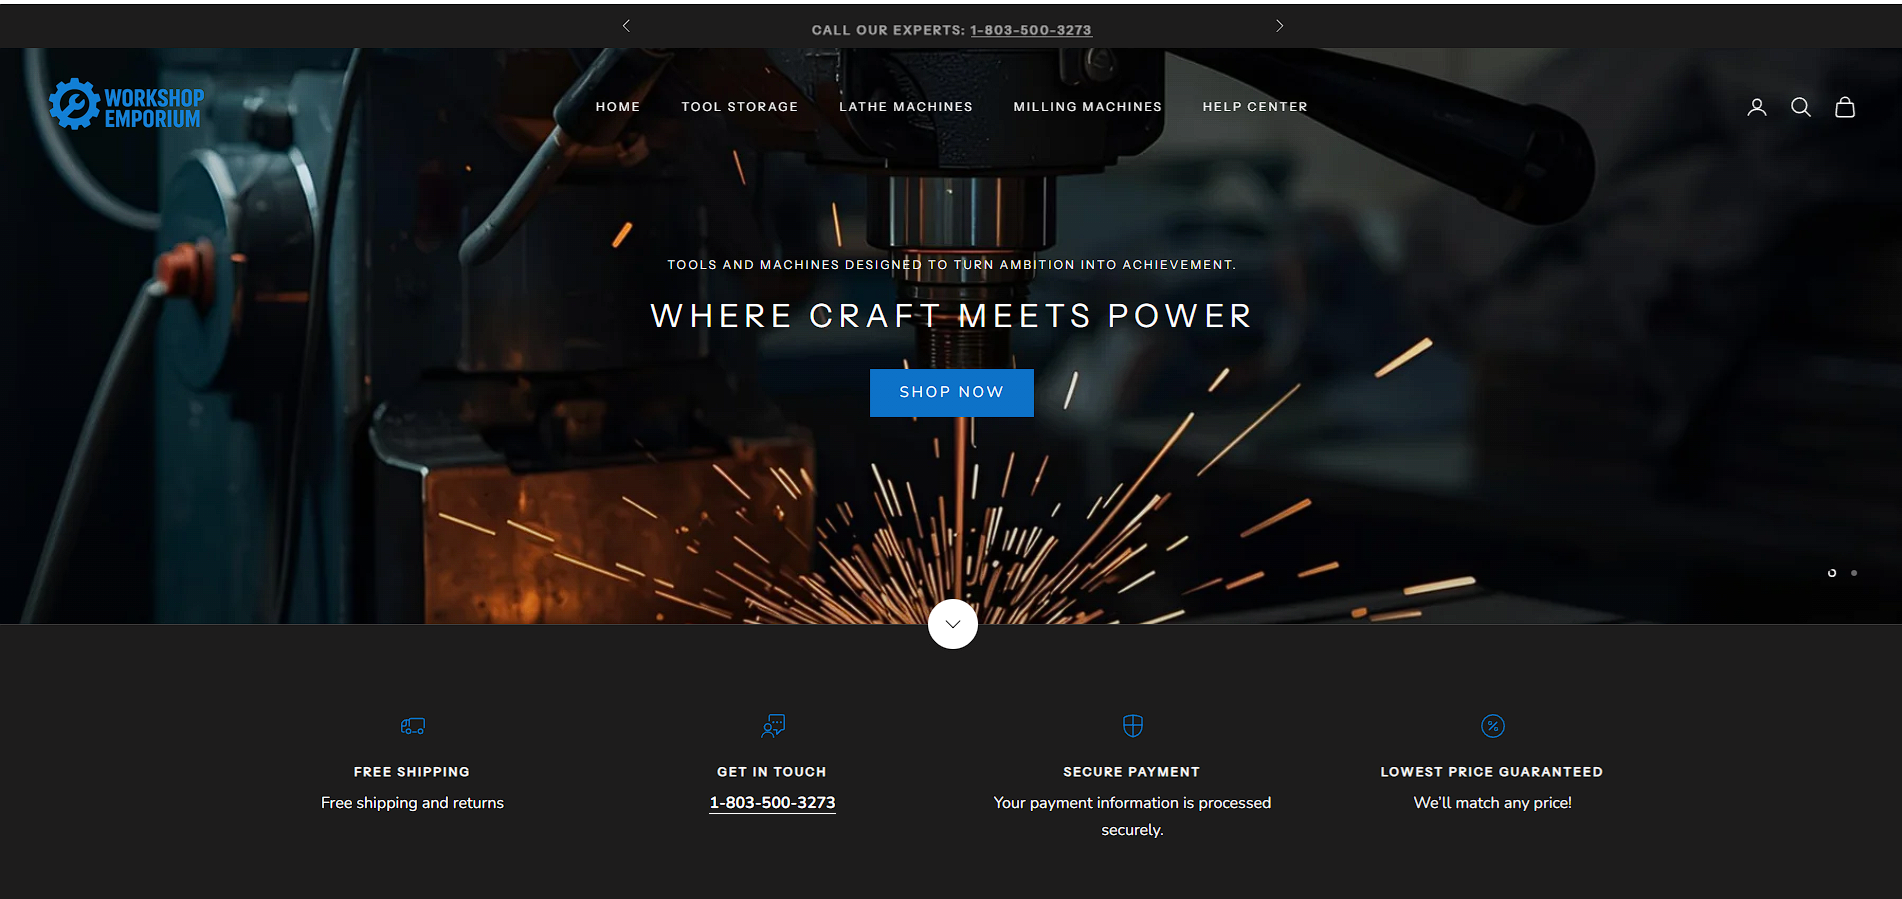 CALL OUR EXPERTS: 1-803-500-3273
WORKSHOP
EMPORIUM
HOME TOOL STORAGE LATHE MACHINES MILLING MACHINES HELP CENTER
TOOLS AND MACHINES DESIGNED TO TURN AMBITION INTO ACHIEVEMENT.
WHERE CRAFT MEETS POWER
SHOP NOW
FREE SHIPPING
Free shipping and returns
GET IN TOUCH
1-803-500-3273
SECURE PAYMENT
Your payment information is processed
securely.
LOWEST PRICE GUARANTEED
We'll match any price!